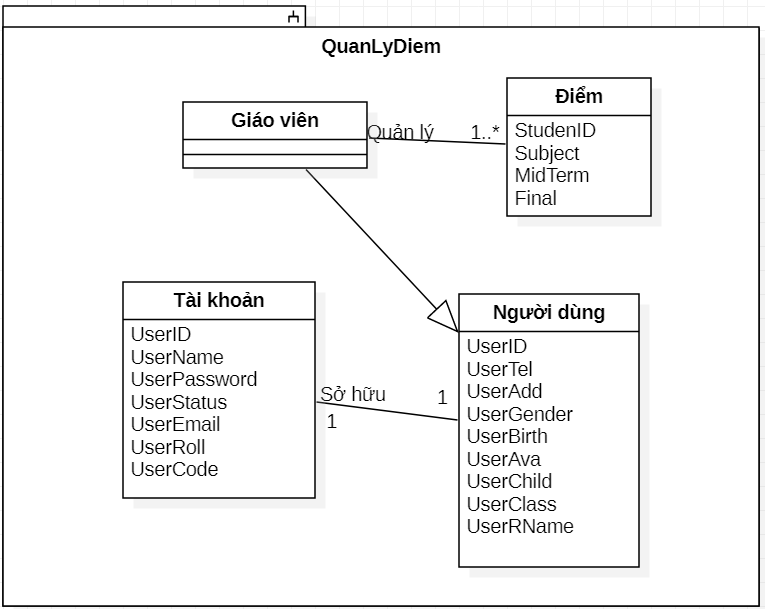 QuanLyDiem
Giáo viên
Quản lý
1..*
Điểm
StudenID
Subject
MidTerm
Final
Tài khoản
UserID
UserName
UserPassword
UserStatus
UserEmail
UserRoll
UserCode
Sở hữu
1
1
Người dùng
UserID
UserTel
UserAdd
UserGender
UserBirth
UserAva
UserChild
UserClass
UserRName